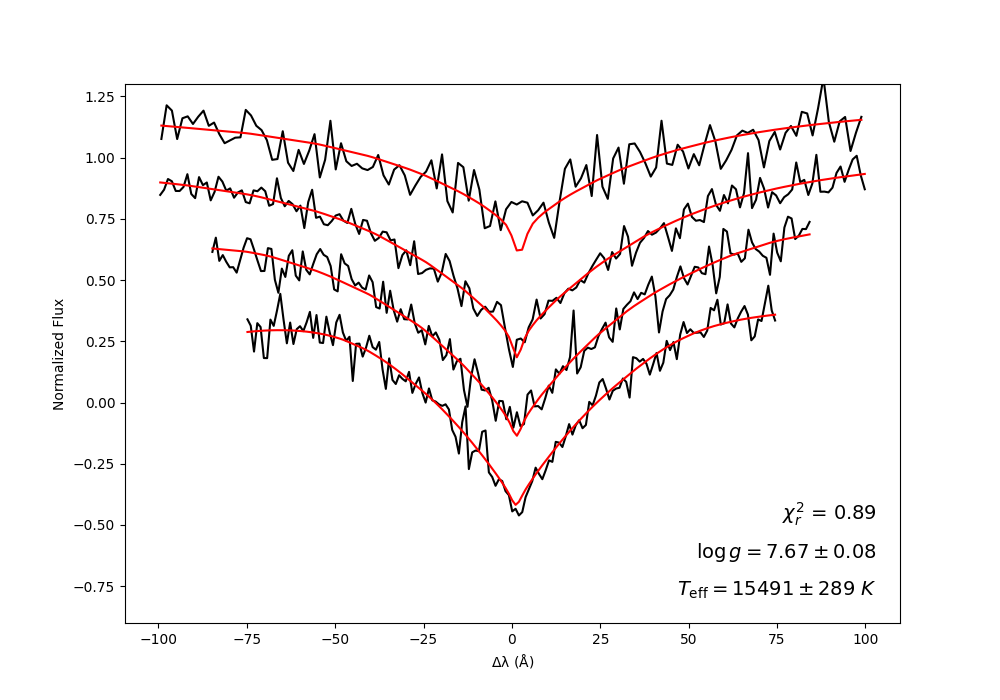 1.25
1.00
0.75
0.50
0.25
0.00
−0.25
−0.50
−0.75
Normalized Flux
χ²ᵣ = 0.89
log g = 7.67 ± 0.08
T_eff = 15491 ± 289 K
−100 −75 −50 −25 0 25 50 75 100
Δλ (Å)